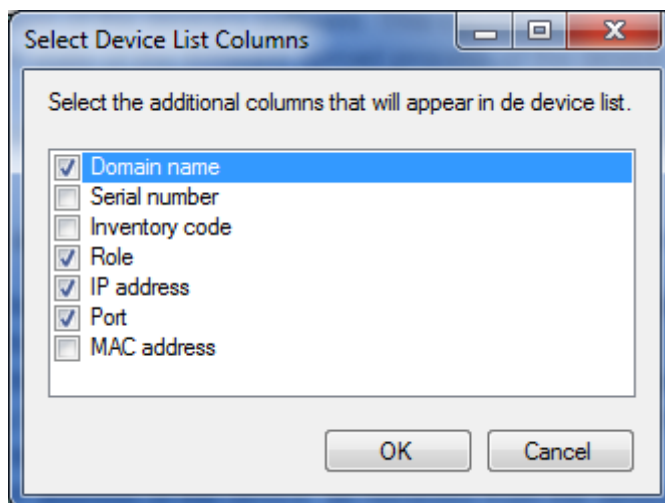 Select Device List Columns
Select the additional columns that will appear in de device list.
Domain name
Serial number
Inventory code
Role
IP address
Port
MAC address
OK Cancel